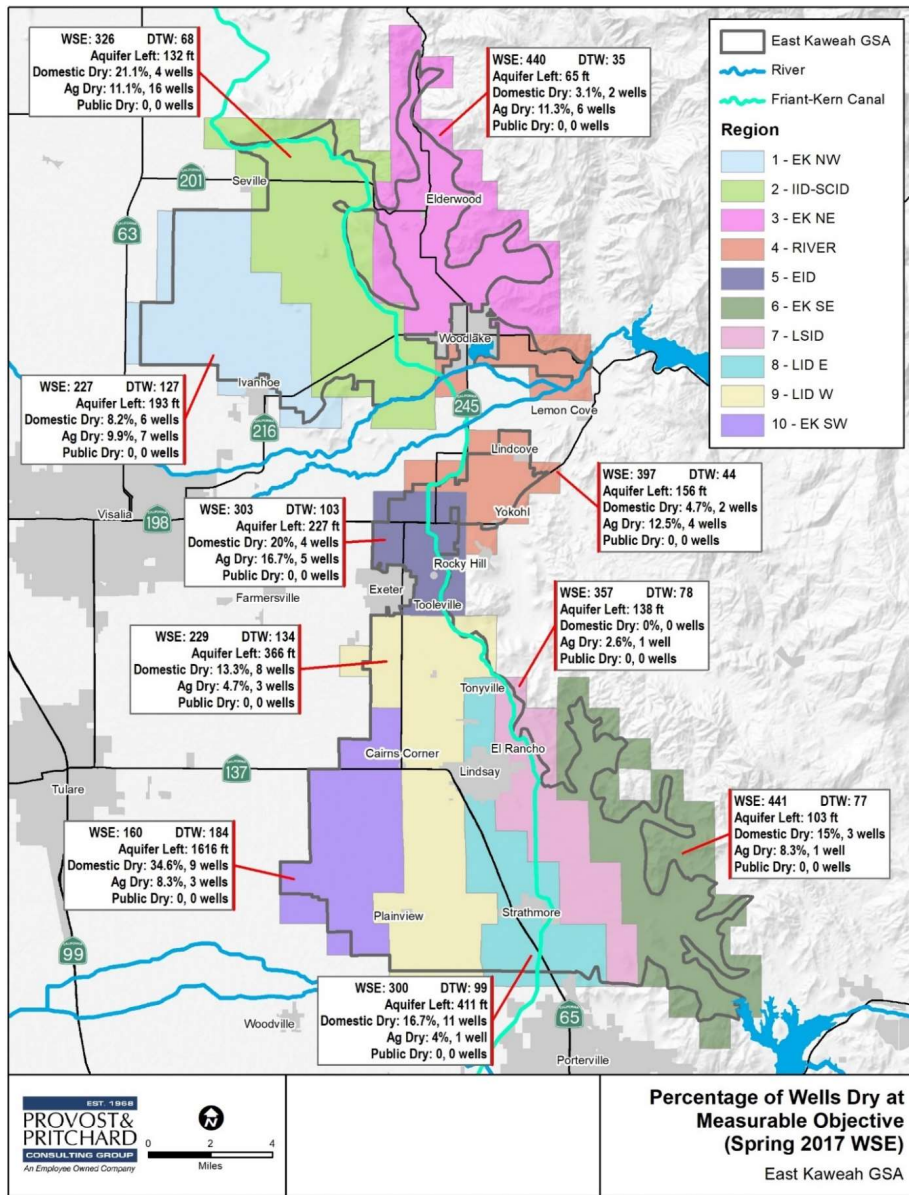 WSE: 326 DTW: 68
Aquifer Left: 132 ft
Domestic Dry: 21.1%, 4 wells
Ag Dry: 11.1%, 16 wells
Public Dry: 0, 0 wells
WSE: 440 DTW: 35
Aquifer Left: 65 ft
Domestic Dry: 3.1%, 2 wells
Ag Dry: 11.3%, 6 wells
Public Dry: 0, 0 wells
East Kaweah GSA
River
Friant-Kern Canal
Region
1 - EK NW
2 - IID-SCID
3 - EK NE
4 - RIVER
5 - EID
6 - EK SE
7 - LSID
8 - LID E
9 - LID W
10 - EK SW
201
Seville
Elderwood
63
Woodlake
WSE: 227 DTW: 127
Aquifer Left: 193 ft
Domestic Dry: 8.2%, 6 wells
Ag Dry: 9.9%, 7 wells
Public Dry: 0, 0 wells
Ivanhoe
216
245
Lemon Cove
Lindcove
WSE: 397 DTW: 44
Aquifer Left: 156 ft
Domestic Dry: 4.7%, 2 wells
Ag Dry: 12.5%, 4 wells
Public Dry: 0, 0 wells
Visalia
198
WSE: 303 DTW: 103
Aquifer Left: 227 ft
Domestic Dry: 20%, 4 wells
Ag Dry: 16.7%, 5 wells
Public Dry: 0, 0 wells
Yokohl
Rocky Hill
Exeter
Farmersville
Tooleville
WSE: 357 DTW: 78
Aquifer Left: 138 ft
Domestic Dry: 0%, 0 wells
Ag Dry: 2.6%, 1 well
Public Dry: 0, 0 wells
WSE: 229 DTW: 134
Aquifer Left: 366 ft
Domestic Dry: 13.3%, 8 wells
Ag Dry: 4.7%, 3 wells
Public Dry: 0, 0 wells
Tonyville
El Rancho
Cairns Corner
Lindsay
137
Tulare
WSE: 441 DTW: 77
Aquifer Left: 103 ft
Domestic Dry: 15%, 3 wells
Ag Dry: 8.3%, 1 well
Public Dry: 0, 0 wells
WSE: 160 DTW: 184
Aquifer Left: 1616 ft
Domestic Dry: 34.6%, 9 wells
Ag Dry: 8.3%, 3 wells
Public Dry: 0, 0 wells
Plainview
Strathmore
99
WSE: 300 DTW: 99
Aquifer Left: 411 ft
Domestic Dry: 16.7%, 11 wells
Ag Dry: 4%, 1 well
Public Dry: 0, 0 wells
Woodville
65
Porterville
EST. 1968
PROVOST&
PRITCHARD
CONSULTING GROUP
An Employee Owned Company
N
0 2 4
Miles
Percentage of Wells Dry at
Measurable Objective
(Spring 2017 WSE)
East Kaweah GSA